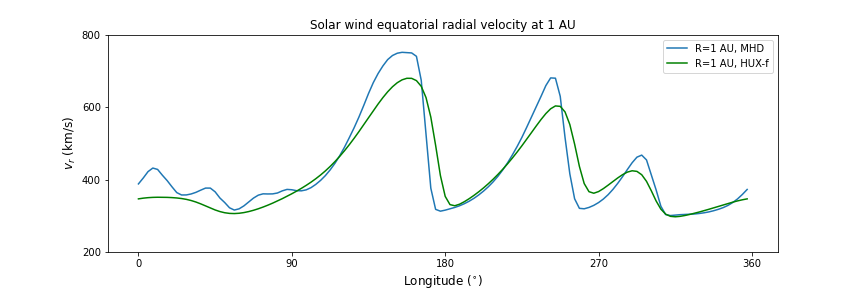 Solar wind equatorial radial velocity at 1 AU
800
600
400
200
v_r (km/s)
R=1 AU, MHD
R=1 AU, HUX-f
0
90
180
270
360
Longitude (°)